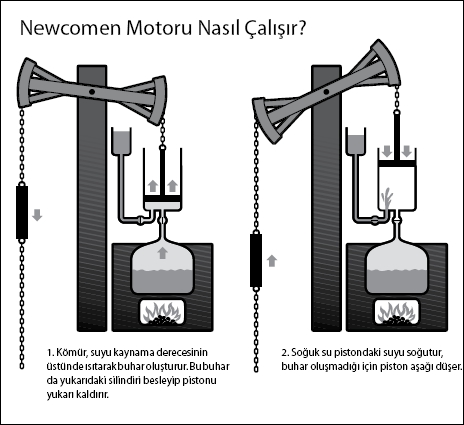 Newcomen Motoru Nasıl Çalışır?
1. Kömür, suyu kaynama derecesinin
üstünde ısıtarak buhar oluşturur. Bu buhar
da yukarıdaki silindiri besleyip pistonu
yukarı kaldırır.
2. Soğuk su pistondaki suyu soğutur,
buhar oluşmadığı için piston aşağı düşer.